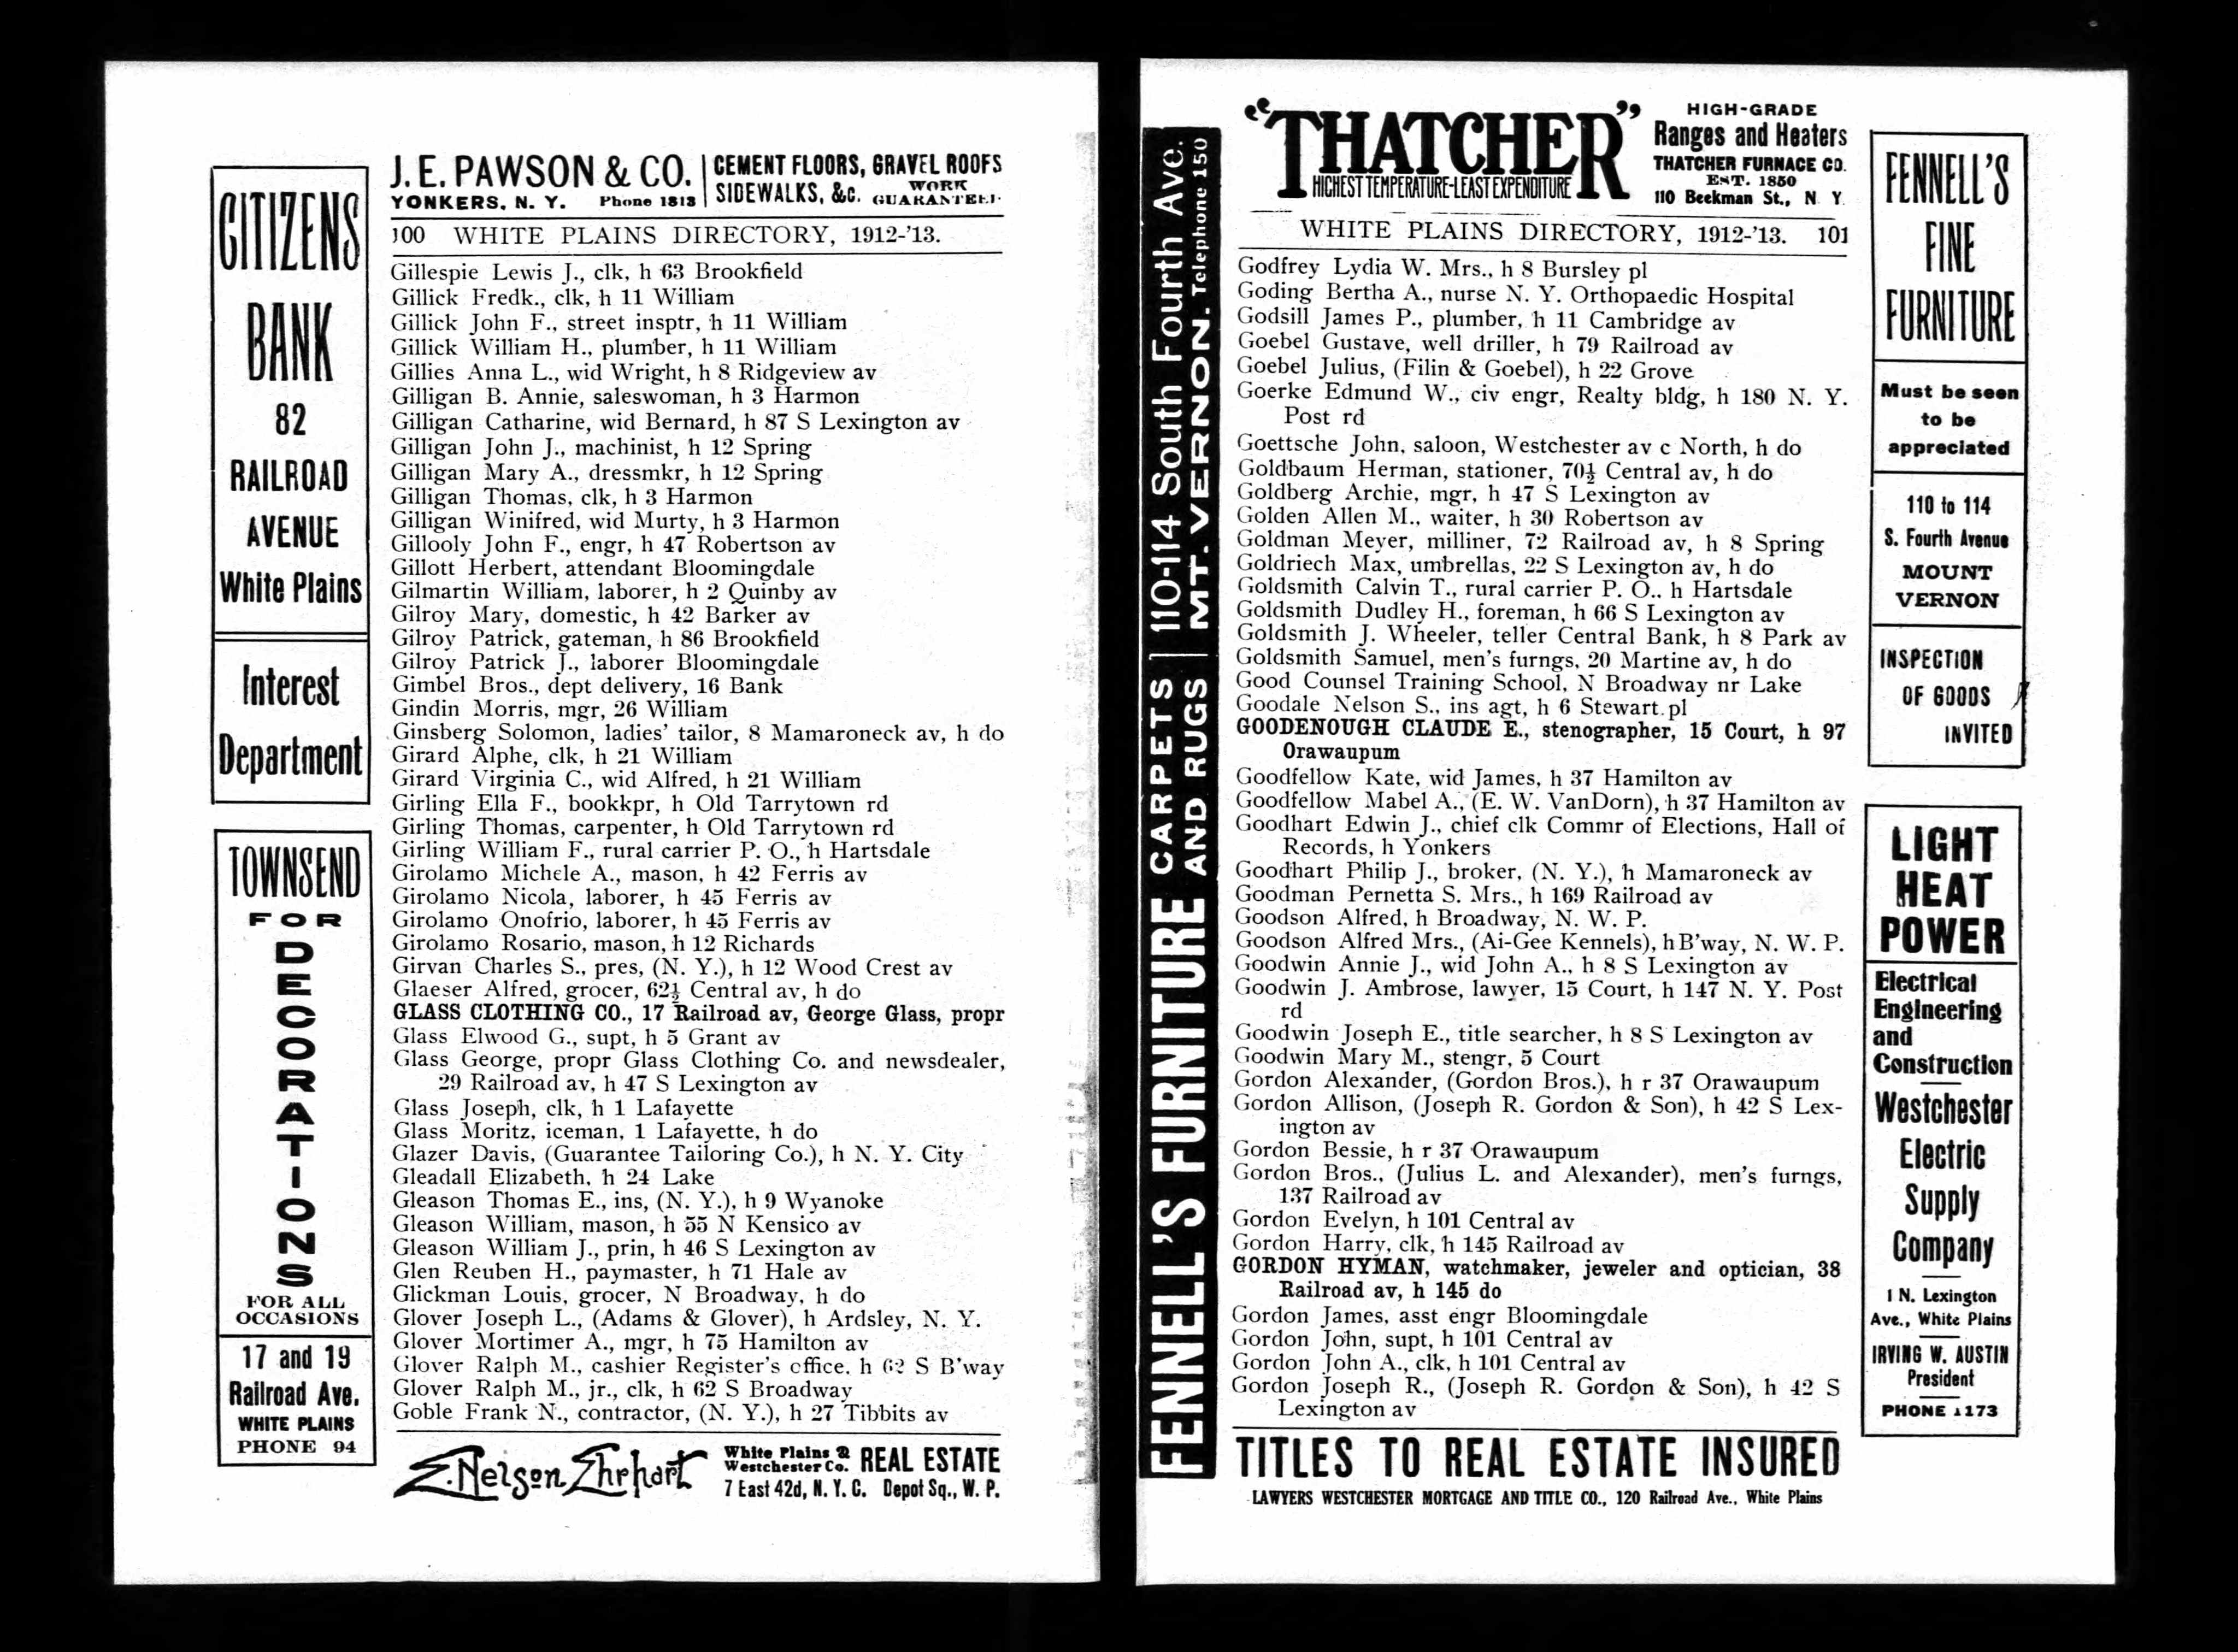 CITIZENS
BANK
82
RAILROAD
AVENUE
White Plains
Interest
Department
TOWNSEND
FOR
DECORATIONS
FOR ALL
OCCASIONS
17 and 19
Railroad Ave.
WHITE PLAINS
PHONE 94
J. E. PAWSON & CO.
YONKERS, N. Y. Phone 1813
CEMENT FLOORS, GRAVEL ROOFS
SIDEWALKS, &c. WORK GUARANTEED
100 WHITE PLAINS DIRECTORY, 1912-'13.
Gillespie Lewis J., clk, h 63 Brookfield
Gillick Fredk., clk, h 11 William
Gillick John F., street insptr, h 11 William
Gillick William H., plumber, h 11 William
Gillies Anna L., wid Wright, h 8 Ridgeview av
Gilligan B. Annie, saleswoman, h 3 Harmon
Gilligan Catharine, wid Bernard, h 87 S Lexington av
Gilligan John J., machinist, h 12 Spring
Gilligan Mary A., dressmkr, h 12 Spring
Gilligan Thomas, clk, h 3 Harmon
Gilligan Winifred, wid Murty, h 3 Harmon
Gillooly John F., engr, h 47 Robertson av
Gillott Herbert, attendant Bloomingdale
Gilmartin William, laborer, h 2 Quinby av
Gilroy Mary, domestic, h 42 Barker av
Gilroy Patrick, gateman, h 86 Brookfield
Gilroy Patrick J., laborer Bloomingdale
Gimbel Bros., dept delivery, 16 Bank
Gindin Morris, mgr, 26 William
Ginsberg Solomon, ladies' tailor, 8 Mamaroneck av, h do
Girard Alphe, clk, h 21 William
Girard Virginia C., wid Alfred, h 21 William
Girling Ella F., bookkpr, h Old Tarrytown rd
Girling Thomas, carpenter, h Old Tarrytown rd
Girling William F., rural carrier P. O., h Hartsdale
Girolamo Michele A., mason, h 42 Ferris av
Girolamo Nicola, laborer, h 45 Ferris av
Girolamo Onofrio, laborer, h 45 Ferris av
Girolamo Rosario, mason, h 12 Richards
Girvan Charles S., pres, (N. Y.), h 12 Wood Crest av
Glaeser Alfred, grocer, 62½ Central av, h do
GLASS CLOTHING CO., 17 Railroad av, George Glass, propr
Glass Elwood G., supt, h 5 Grant av
Glass George, propr Glass Clothing Co. and newsdealer,
29 Railroad av, h 47 S Lexington av
Glass Joseph, clk, h 1 Lafayette
Glass Moritz, iceman, 1 Lafayette, h do
Glazer Davis, (Guarantee Tailoring Co.), h N. Y. City
Gleadall Elizabeth, h 24 Lake
Gleason Thomas E., ins, (N. Y.), h 9 Wyanoke
Gleason William, mason, h 55 N Kensico av
Gleason William J., prin, h 46 S Lexington av
Glen Reuben H., paymaster, h 71 Hale av
Glickman Louis, grocer, N Broadway, h do
Glover Joseph L., (Adams & Glover), h Ardsley, N. Y.
Glover Mortimer A., mgr, h 75 Hamilton av
Glover Ralph M., cashier Register's office, h 62 S B'way
Glover Ralph M., jr., clk, h 62 S Broadway
Goble Frank N., contractor, (N. Y.), h 27 Tibbits av
E. Nelson Ehrhart
White Plains &
Westchester Co. REAL ESTATE
7 East 42d, N. Y. C. Depot Sq., W. P.
FENNELL'S FURNITURE
CARPETS AND RUGS
110-114 South Fourth Ave.
MT. VERNON. Telephone 150
"THATCHER"
HIGHEST TEMPERATURE-LEAST EXPENDITURE
HIGH-GRADE
Ranges and Heaters
THATCHER FURNACE CO.
EST. 1850
110 Beekman St., N. Y.
WHITE PLAINS DIRECTORY, 1912-'13. 101
Godfrey Lydia W. Mrs., h 8 Bursley pl
Goding Bertha A., nurse N. Y. Orthopaedic Hospital
Godsill James P., plumber, h 11 Cambridge av
Goebel Gustave, well driller, h 79 Railroad av
Goebel Julius, (Filin & Goebel), h 22 Grove
Goerke Edmund W., civ engr, Realty bldg, h 180 N. Y.
Post rd
Goettsche John, saloon, Westchester av c North, h do
Goldbaum Herman, stationer, 70½ Central av, h do
Goldberg Archie, mgr, h 47 S Lexington av
Golden Allen M., waiter, h 30 Robertson av
Goldman Meyer, milliner, 72 Railroad av, h 8 Spring
Goldriech Max, umbrellas, 22 S Lexington av, h do
Goldsmith Calvin T., rural carrier P. O., h Hartsdale
Goldsmith Dudley H., foreman, h 66 S Lexington av
Goldsmith J. Wheeler, teller Central Bank, h 8 Park av
Goldsmith Samuel, men's furngs, 20 Martine av, h do
Good Counsel Training School, N Broadway nr Lake
Goodale Nelson S., ins agt, h 6 Stewart pl
GOODENOUGH CLAUDE E., stenographer, 15 Court, h 97
Orawaupum
Goodfellow Kate, wid James, h 37 Hamilton av
Goodfellow Mabel A., (E. W. VanDorn), h 37 Hamilton av
Goodhart Edwin J., chief clk Commr of Elections, Hall of
Records, h Yonkers
Goodhart Philip J., broker, (N. Y.), h Mamaroneck av
Goodman Pernetta S. Mrs., h 169 Railroad av
Goodson Alfred, h Broadway, N. W. P.
Goodson Alfred Mrs., (Ai-Gee Kennels), h B'way, N. W. P.
Goodwin Annie J., wid John A., h 8 S Lexington av
Goodwin J. Ambrose, lawyer, 15 Court, h 147 N. Y. Post
rd
Goodwin Joseph E., title searcher, h 8 S Lexington av
Goodwin Mary M., stengr, 5 Court
Gordon Alexander, (Gordon Bros.), h r 37 Orawaupum
Gordon Allison, (Joseph R. Gordon & Son), h 42 S Lex-
ington av
Gordon Bessie, h r 37 Orawaupum
Gordon Bros., (Julius L. and Alexander), men's furngs,
137 Railroad av
Gordon Evelyn, h 101 Central av
Gordon Harry, clk, h 145 Railroad av
GORDON HYMAN, watchmaker, jeweler and optician, 38
Railroad av, h 145 do
Gordon James, asst engr Bloomingdale
Gordon John, supt, h 101 Central av
Gordon John A., clk, h 101 Central av
Gordon Joseph R., (Joseph R. Gordon & Son), h 42 S
Lexington av
TITLES TO REAL ESTATE INSURED
LAWYERS WESTCHESTER MORTGAGE AND TITLE CO., 120 Railroad Ave., White Plains
FENNELL'S
FINE
FURNITURE
Must be seen
to be
appreciated
110 to 114
S. Fourth Avenue
MOUNT
VERNON
INSPECTION
OF GOODS
INVITED
LIGHT
HEAT
POWER
Electrical
Engineering
and
Construction
Westchester
Electric
Supply
Company
1 N. Lexington
Ave., White Plains
IRVING W. AUSTIN
President
PHONE 1173